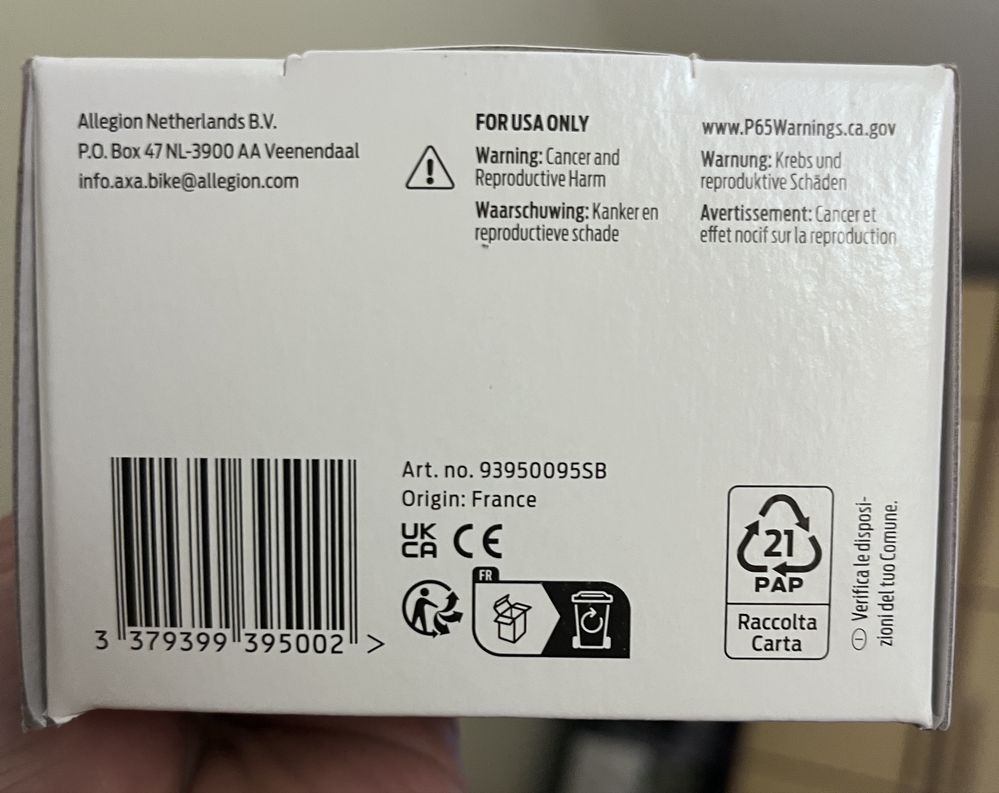 Allegion Netherlands B.V.
P.O. Box 47 NL-3900 AA Veenendaal
info.axa.bike@allegion.com
FOR USA ONLY
Warning: Cancer and
Reproductive Harm
Waarschuwing: Kanker en
reproductieve schade
www.P65Warnings.ca.gov
Warnung: Krebs und
reproduktive Schäden
Avertissement: Cancer et
effet nocif sur la reproduction
3 379399 395002 >
Art. no. 93950095SB
Origin: France
UK
CA CE
FR
21
PAP
Raccolta
Carta
Verifica le disposi-
zioni del tuo Comune.